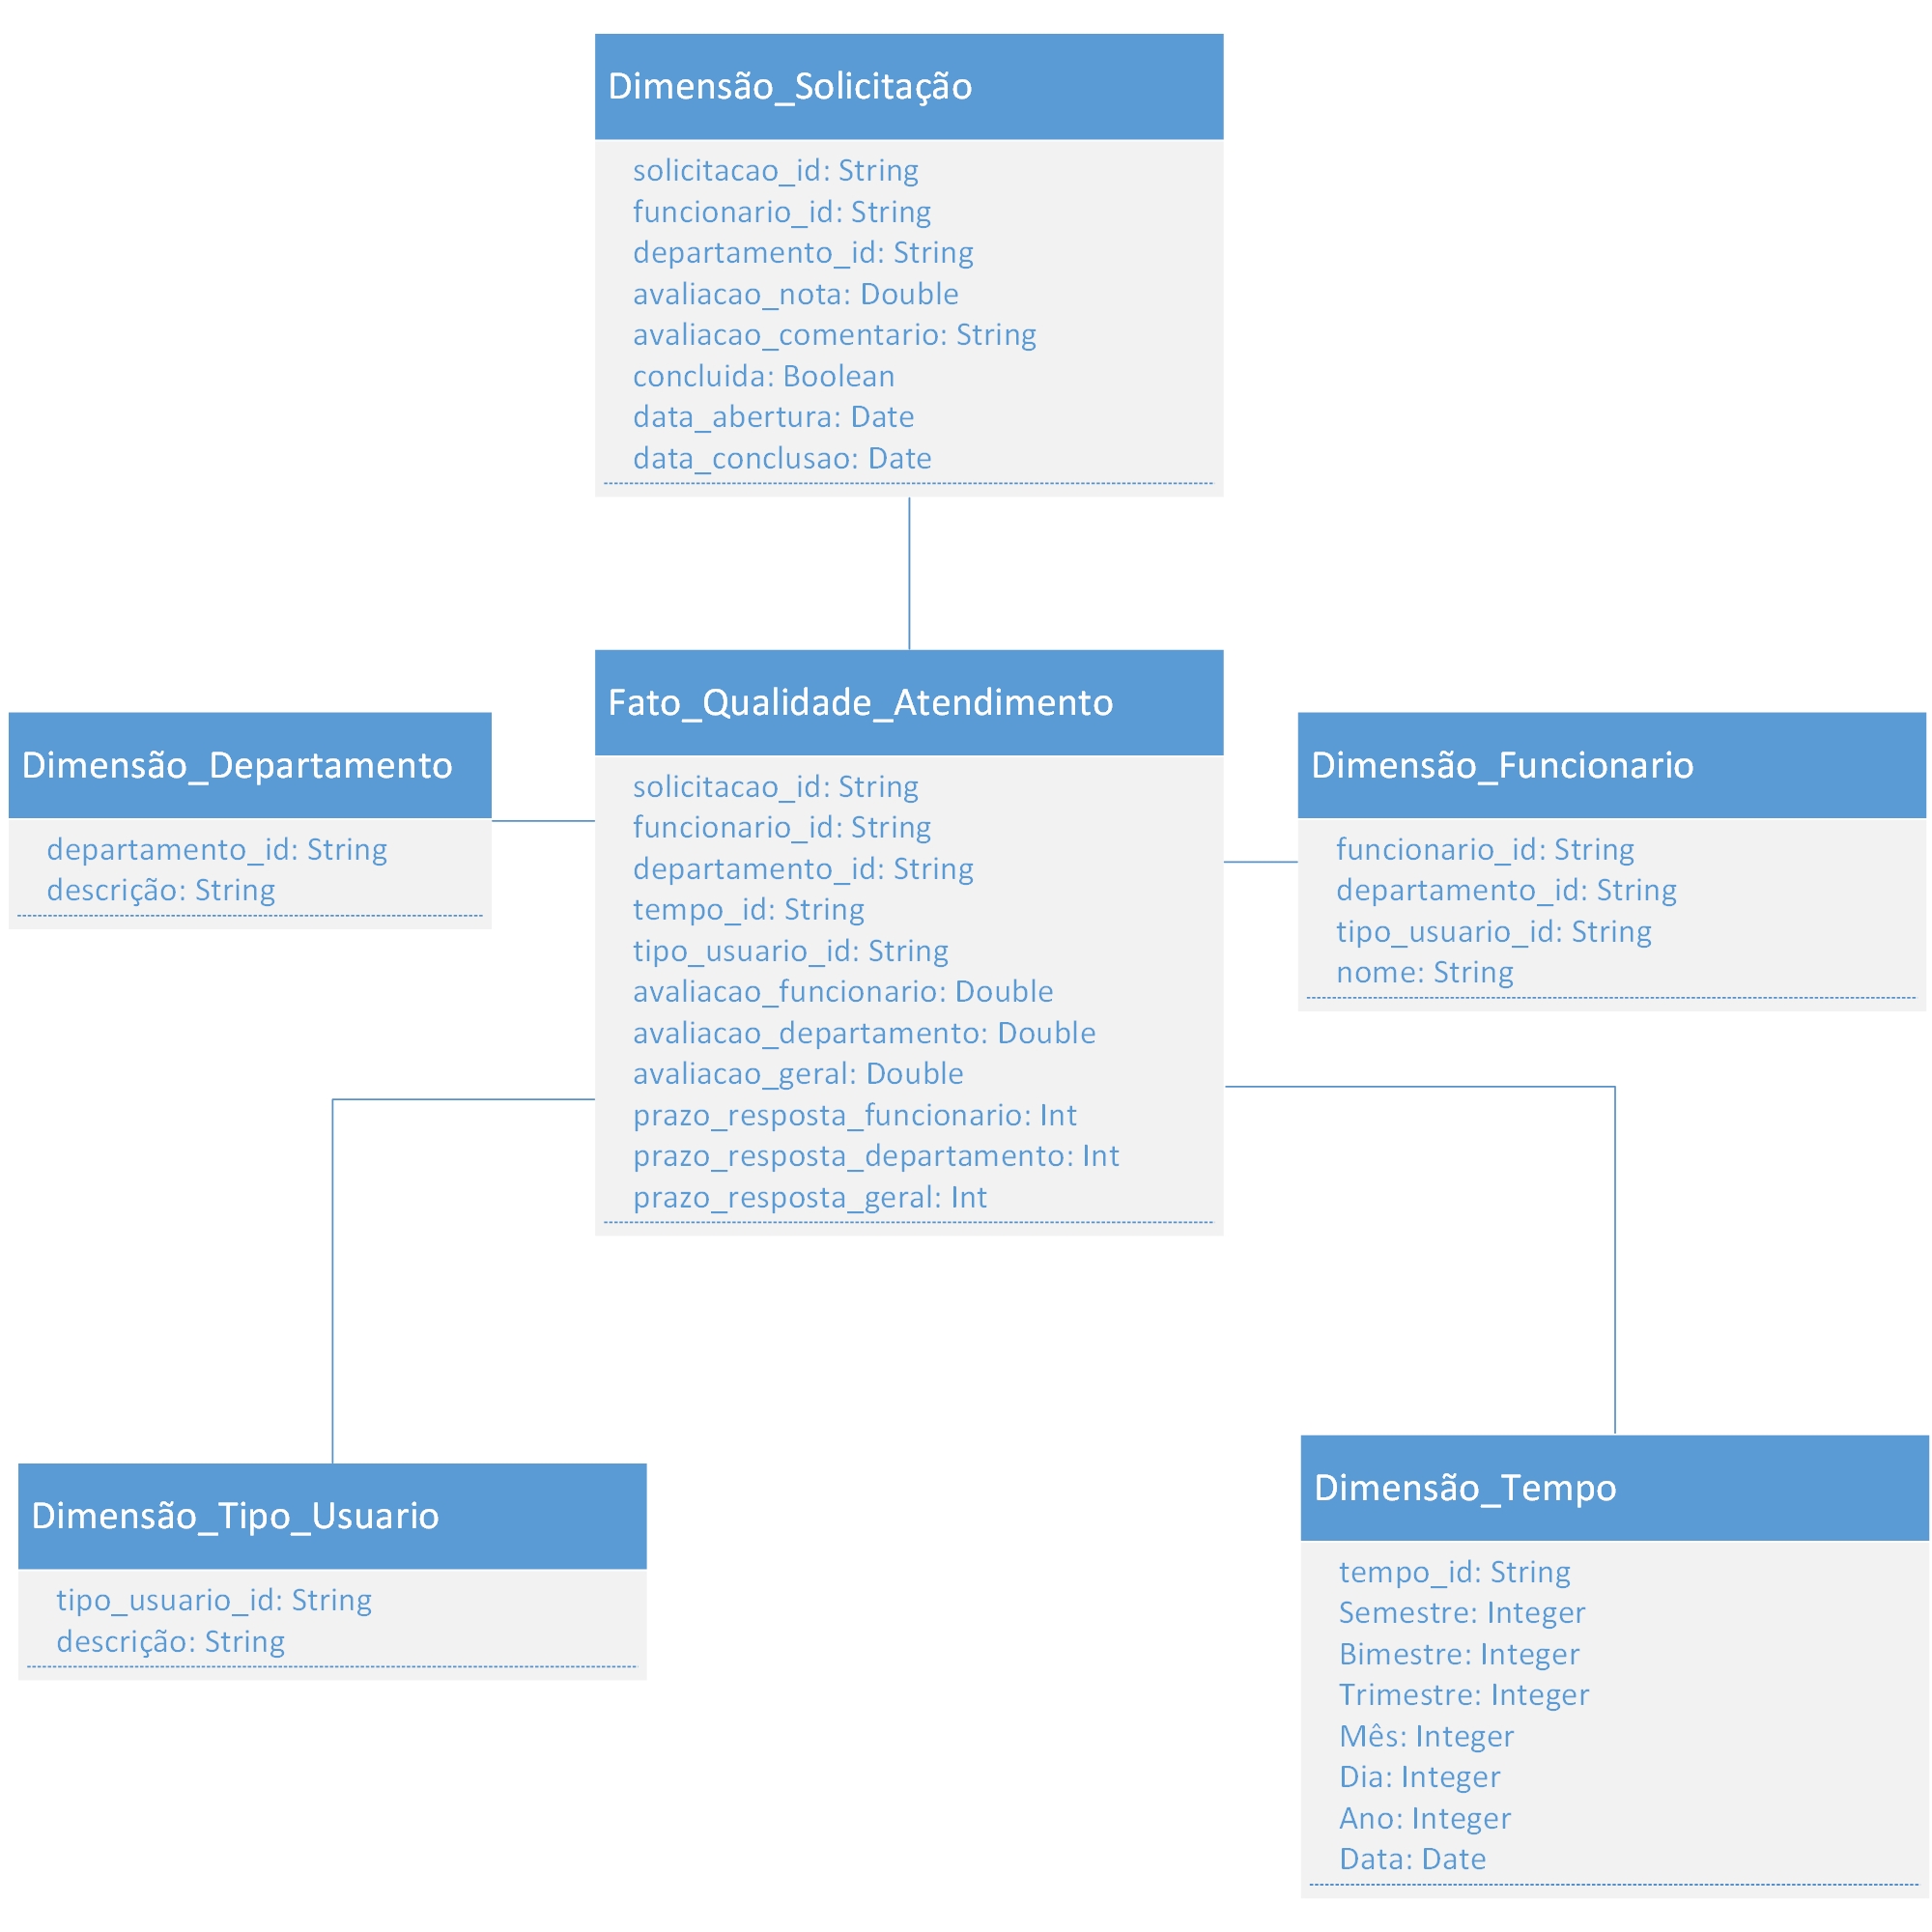 Dimensão_Solicitação
solicitacao_id: String
funcionario_id: String
departamento_id: String
avaliacao_nota: Double
avaliacao_comentario: String
concluida: Boolean
data_abertura: Date
data_conclusao: Date
Fato_Qualidade_Atendimento
solicitacao_id: String
funcionario_id: String
departamento_id: String
tempo_id: String
tipo_usuario_id: String
avaliacao_funcionario: Double
avaliacao_departamento: Double
avaliacao_geral: Double
prazo_resposta_funcionario: Int
prazo_resposta_departamento: Int
prazo_resposta_geral: Int
Dimensão_Departamento
departamento_id: String
descrição: String
Dimensão_Funcionario
funcionario_id: String
departamento_id: String
tipo_usuario_id: String
nome: String
Dimensão_Tipo_Usuario
tipo_usuario_id: String
descrição: String
Dimensão_Tempo
tempo_id: String
Semestre: Integer
Bimestre: Integer
Trimestre: Integer
Mês: Integer
Dia: Integer
Ano: Integer
Data: Date